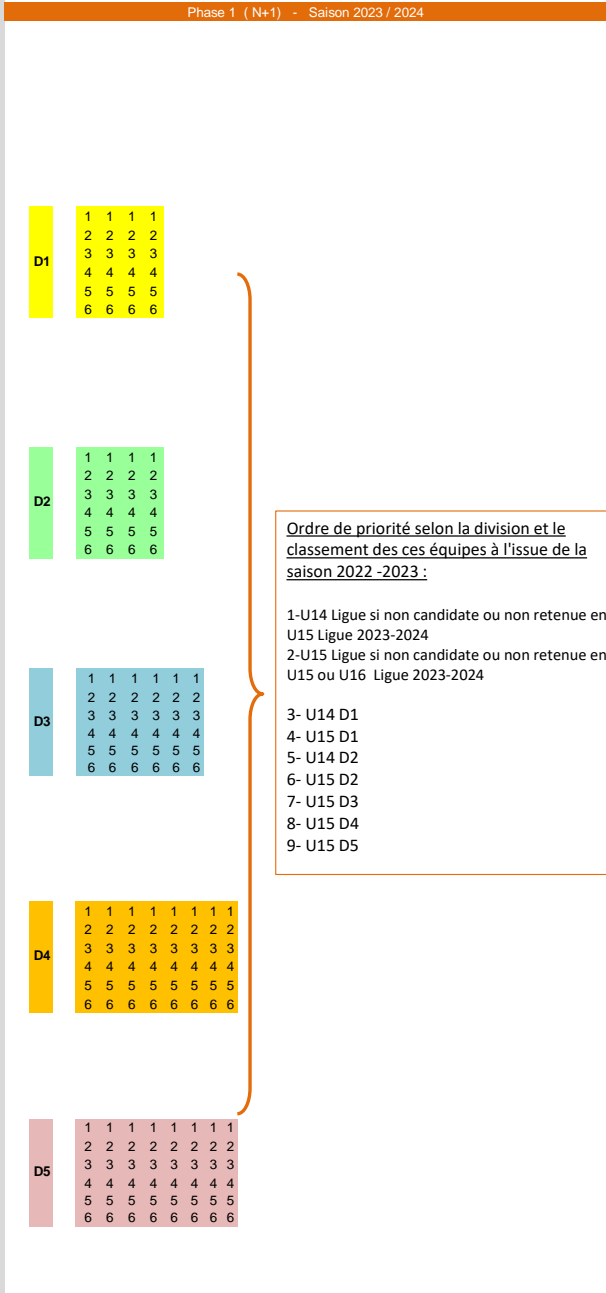 Phase 1 ( N+1) - Saison 2023 / 2024
D1
1 1 1 1
2 2 2 2
3 3 3 3
4 4 4 4
5 5 5 5
6 6 6 6
D2
1 1 1 1
2 2 2 2
3 3 3 3
4 4 4 4
5 5 5 5
6 6 6 6
Ordre de priorité selon la division et le
classement des ces équipes à l'issue de la
saison 2022 -2023 :
1-U14 Ligue si non candidate ou non retenue en
U15 Ligue 2023-2024
2-U15 Ligue si non candidate ou non retenue en
U15 ou U16 Ligue 2023-2024
3- U14 D1
4- U15 D1
5- U14 D2
6- U15 D2
7- U15 D3
8- U15 D4
9- U15 D5
D3
1 1 1 1 1 1
2 2 2 2 2 2
3 3 3 3 3 3
4 4 4 4 4 4
5 5 5 5 5 5
6 6 6 6 6 6
D4
1 1 1 1 1 1 1 1
2 2 2 2 2 2 2 2
3 3 3 3 3 3 3 3
4 4 4 4 4 4 4 4
5 5 5 5 5 5 5 5
6 6 6 6 6 6 6 6
D5
1 1 1 1 1 1 1 1
2 2 2 2 2 2 2 2
3 3 3 3 3 3 3 3
4 4 4 4 4 4 4 4
5 5 5 5 5 5 5 5
6 6 6 6 6 6 6 6